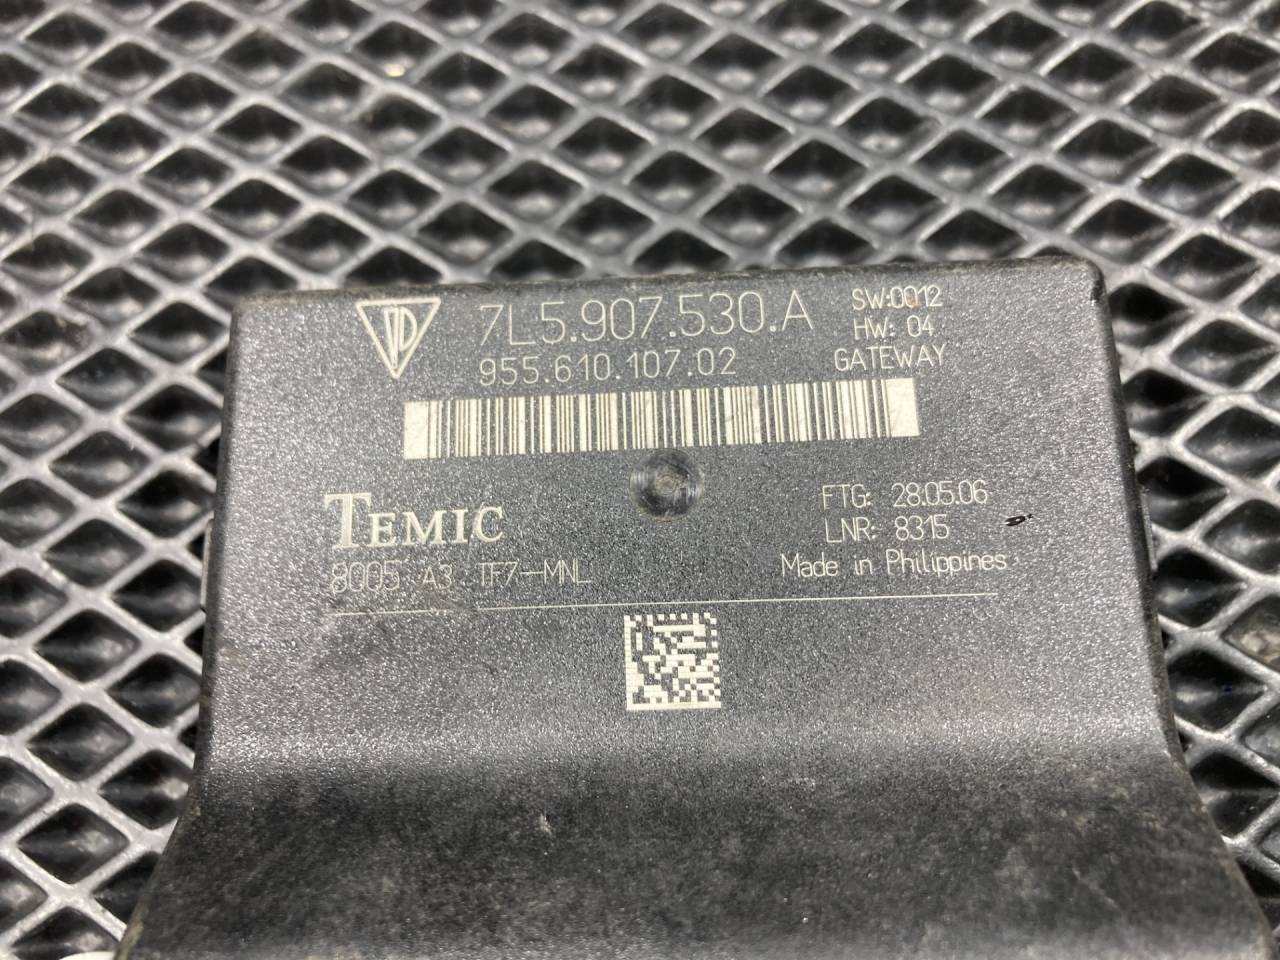 7L5.907.530.A
SW:0012
955.610.107.02
HW: 04
GATEWAY
TEMIC
FTG: 28.05.06
LNR: 8315
8005 A3 TF7-MNL
Made in Philippines